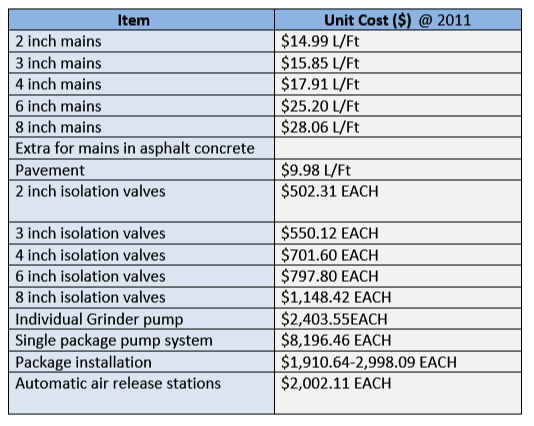 Item Unit Cost ($) @ 2011
2 inch mains $14.99 L/Ft
3 inch mains $15.85 L/Ft
4 inch mains $17.91 L/Ft
6 inch mains $25.20 L/Ft
8 inch mains $28.06 L/Ft
Extra for mains in asphalt concrete
Pavement $9.98 L/Ft
2 inch isolation valves $502.31 EACH
3 inch isolation valves $550.12 EACH
4 inch isolation valves $701.60 EACH
6 inch isolation valves $797.80 EACH
8 inch isolation valves $1,148.42 EACH
Individual Grinder pump $2,403.55EACH
Single package pump system $8,196.46 EACH
Package installation $1,910.64-2,998.09 EACH
Automatic air release stations $2,002.11 EACH